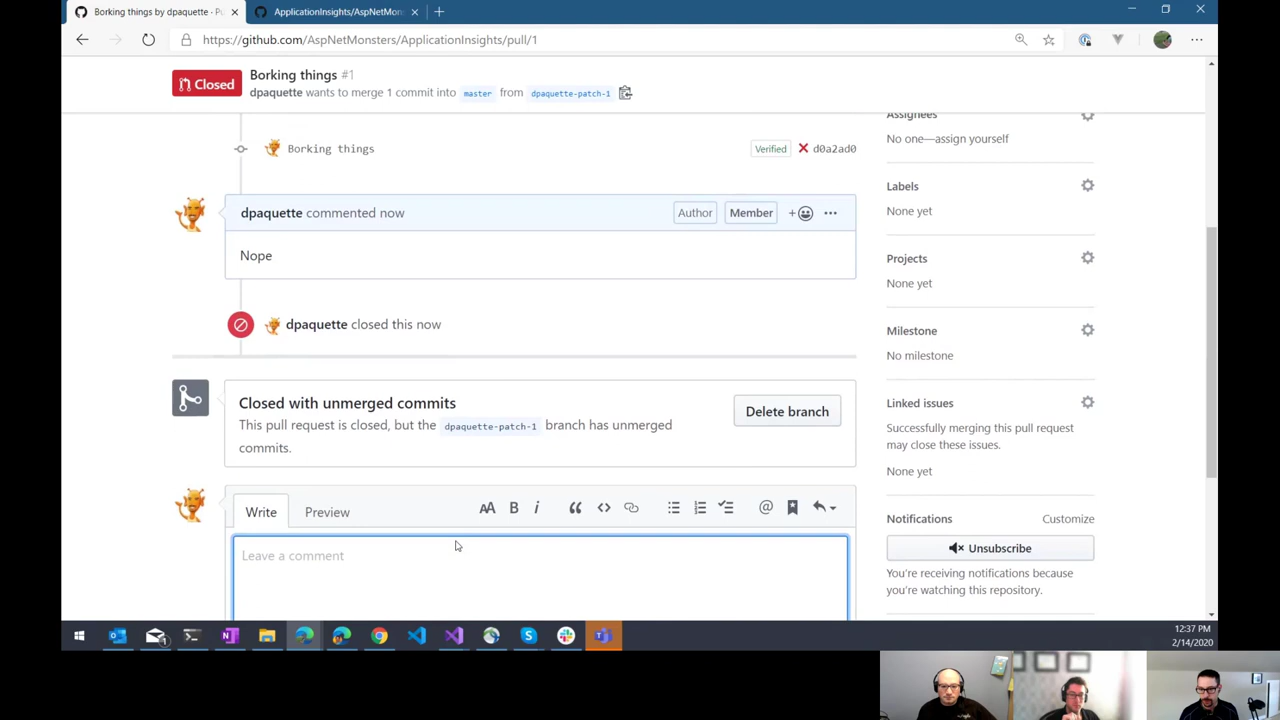 Borking things by dpaquette · Pu
ApplicationInsights/AspNetMons
https://github.com/AspNetMonsters/ApplicationInsights/pull/1
Closed
Borking things #1
dpaquette wants to merge 1 commit into master from dpaquette-patch-1
Borking things
Verified
d0a2ad0
dpaquette commented now
Author
Member
Nope
dpaquette closed this now
Closed with unmerged commits
This pull request is closed, but the dpaquette-patch-1 branch has unmerged
commits.
Delete branch
Write
Preview
Leave a comment
Assignees
No one—assign yourself
Labels
None yet
Projects
None yet
Milestone
No milestone
Linked issues
Successfully merging this pull request
may close these issues.
None yet
Notifications
Customize
Unsubscribe
You're receiving notifications because
you're watching this repository.
12:37 PM
2/14/2020